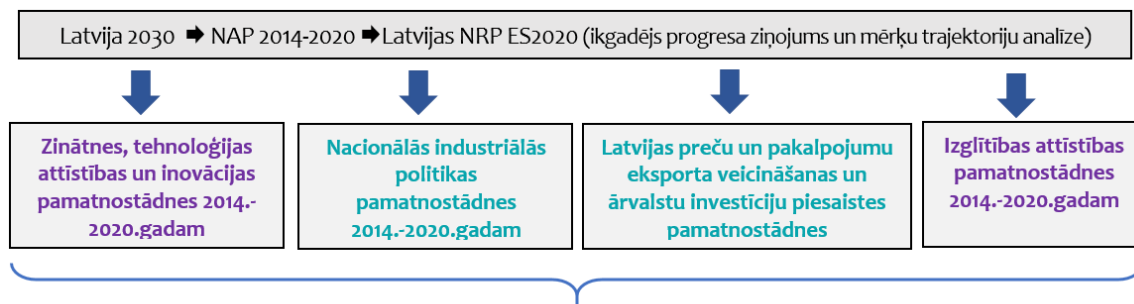 Latvija 2030 → NAP 2014-2020 → Latvijas NRP ES2020 (ikgadējs progresa ziņojums un mērķu trajektoriju analīze)
Zinātnes, tehnoloģijas
attīstības un inovācijas
pamatnostādnes 2014.-
2020.gadam
Nacionālās industriālās
politikas
pamatnostādnes
2014.-2020.gadam
Latvijas preču un pakalpojumu
eksporta veicināšanas un
ārvalstu investīciju piesaistes
pamatnostādnes
Izglītības attīstības
pamatnostādnes
2014.-2020.gadam